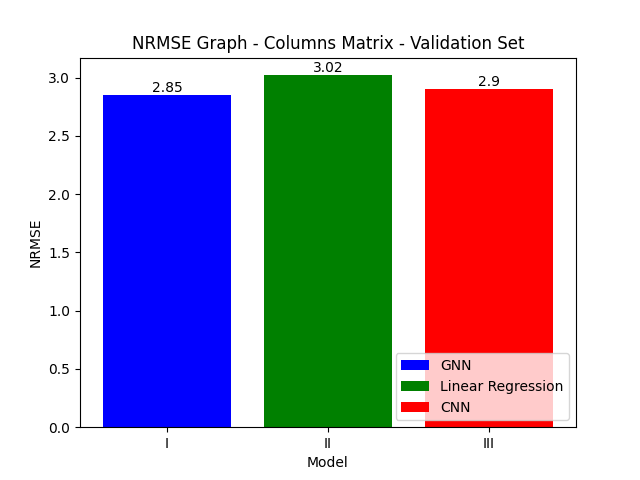 NRMSE Graph - Columns Matrix - Validation Set
3.02
2.85
2.9
3.0
2.5
2.0
1.5
1.0
0.5
0.0
NRMSE
GNN
Linear Regression
CNN
I
II
III
Model